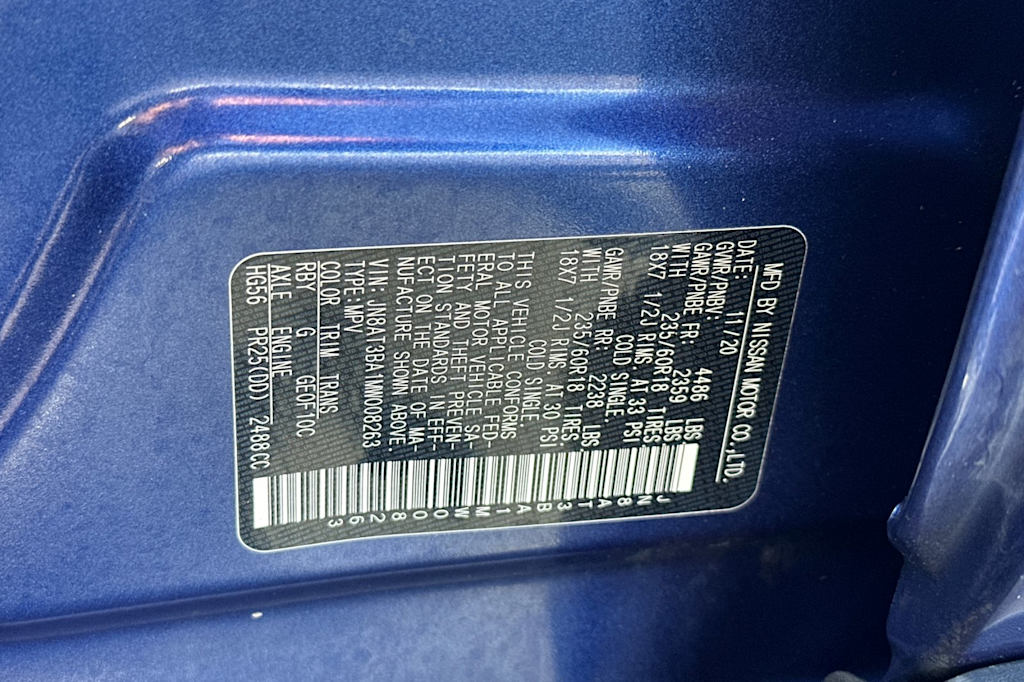 MFD BY NISSAN MOTOR CO.,LTD.
DATE: 11/20
GVWR/PNBV: 4486 LBS
GAWR/PNBE FR: 2359 LBS
WITH 235/60R18 TIRES
18X7 1/2J RIMS, AT 33 PSI
COLD SINGLE,
GAWR/PNBE RR: 2238 LBS
WITH 235/60R18 TIRES
18X7 1/2J RIMS, AT 30 PSI
COLD SINGLE,
THIS VEHICLE CONFORMS
TO ALL APPLICABLE FED-
ERAL MOTOR VEHICLE SA-
FETY AND THEFT PREVEN-
TION STANDARDS IN EFF-
ECT ON THE DATE OF MA-
NUFACTURE SHOWN ABOVE.
VIN: JN8AT3BA1MW008263
TYPE:MPV
COLOR TRIM TRANS
RBY G GEOFT0C
AXLE ENGINE
HG56 PR25(DD) 2488CC
JN8AT3BA1MW008263